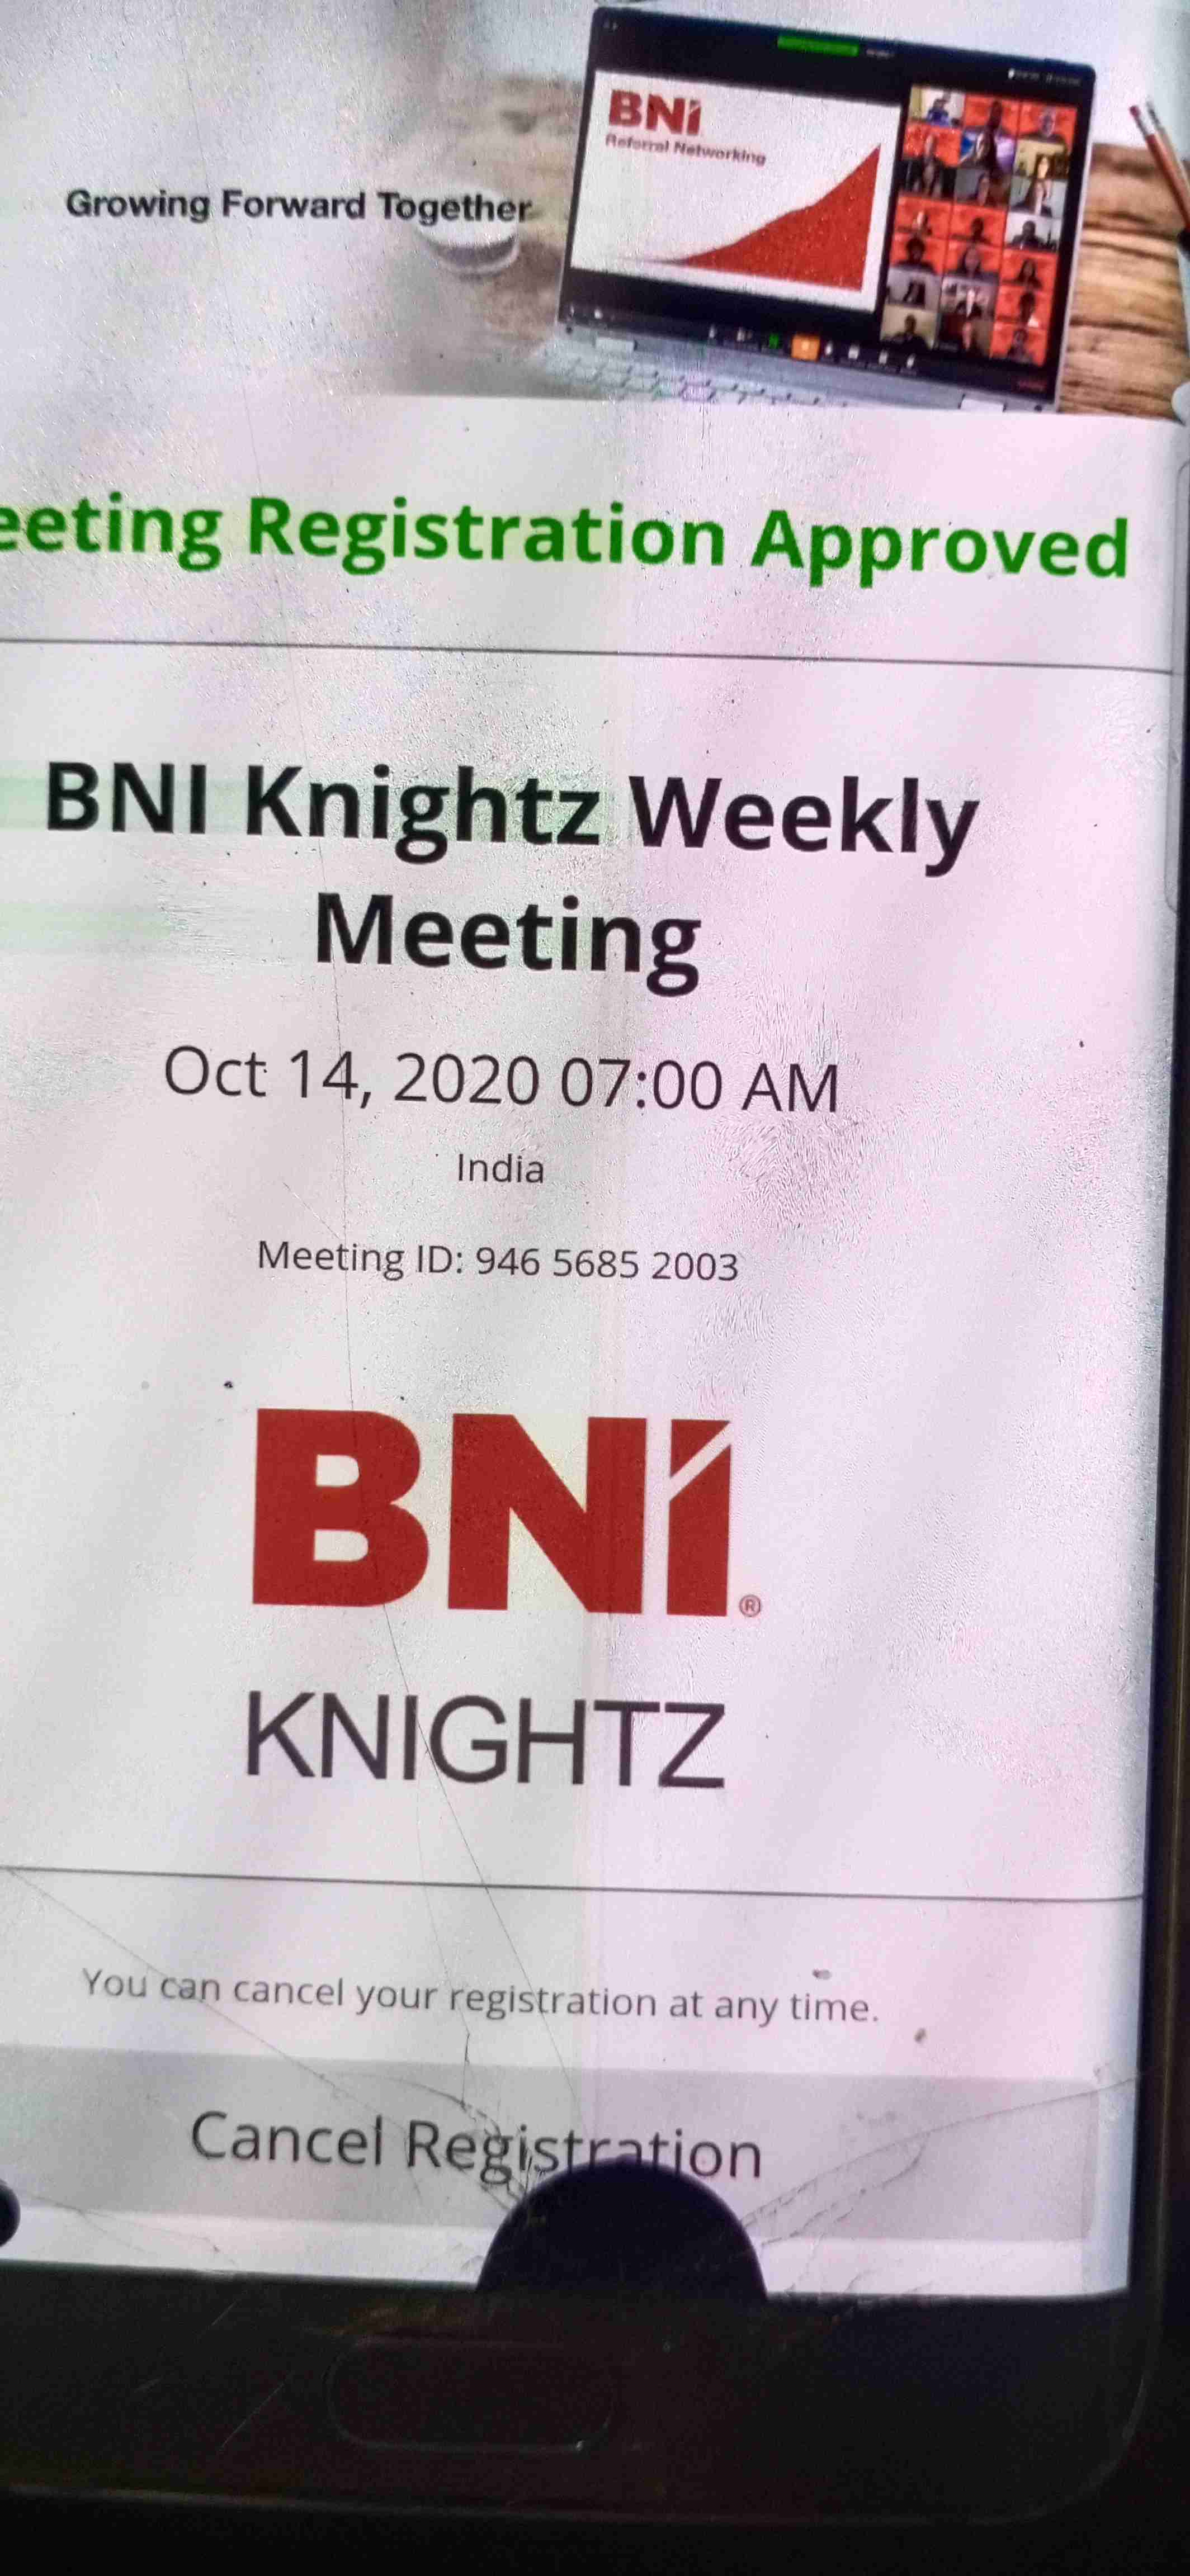 BNI
Referral Networking
Growing Forward Together
eeting Registration Approved
BNI Knightz Weekly
Meeting
Oct 14, 2020 07:00 AM
India
Meeting ID: 946 5685 2003
BNI®
KNIGHTZ
You can cancel your registration at any time.
Cancel Registration